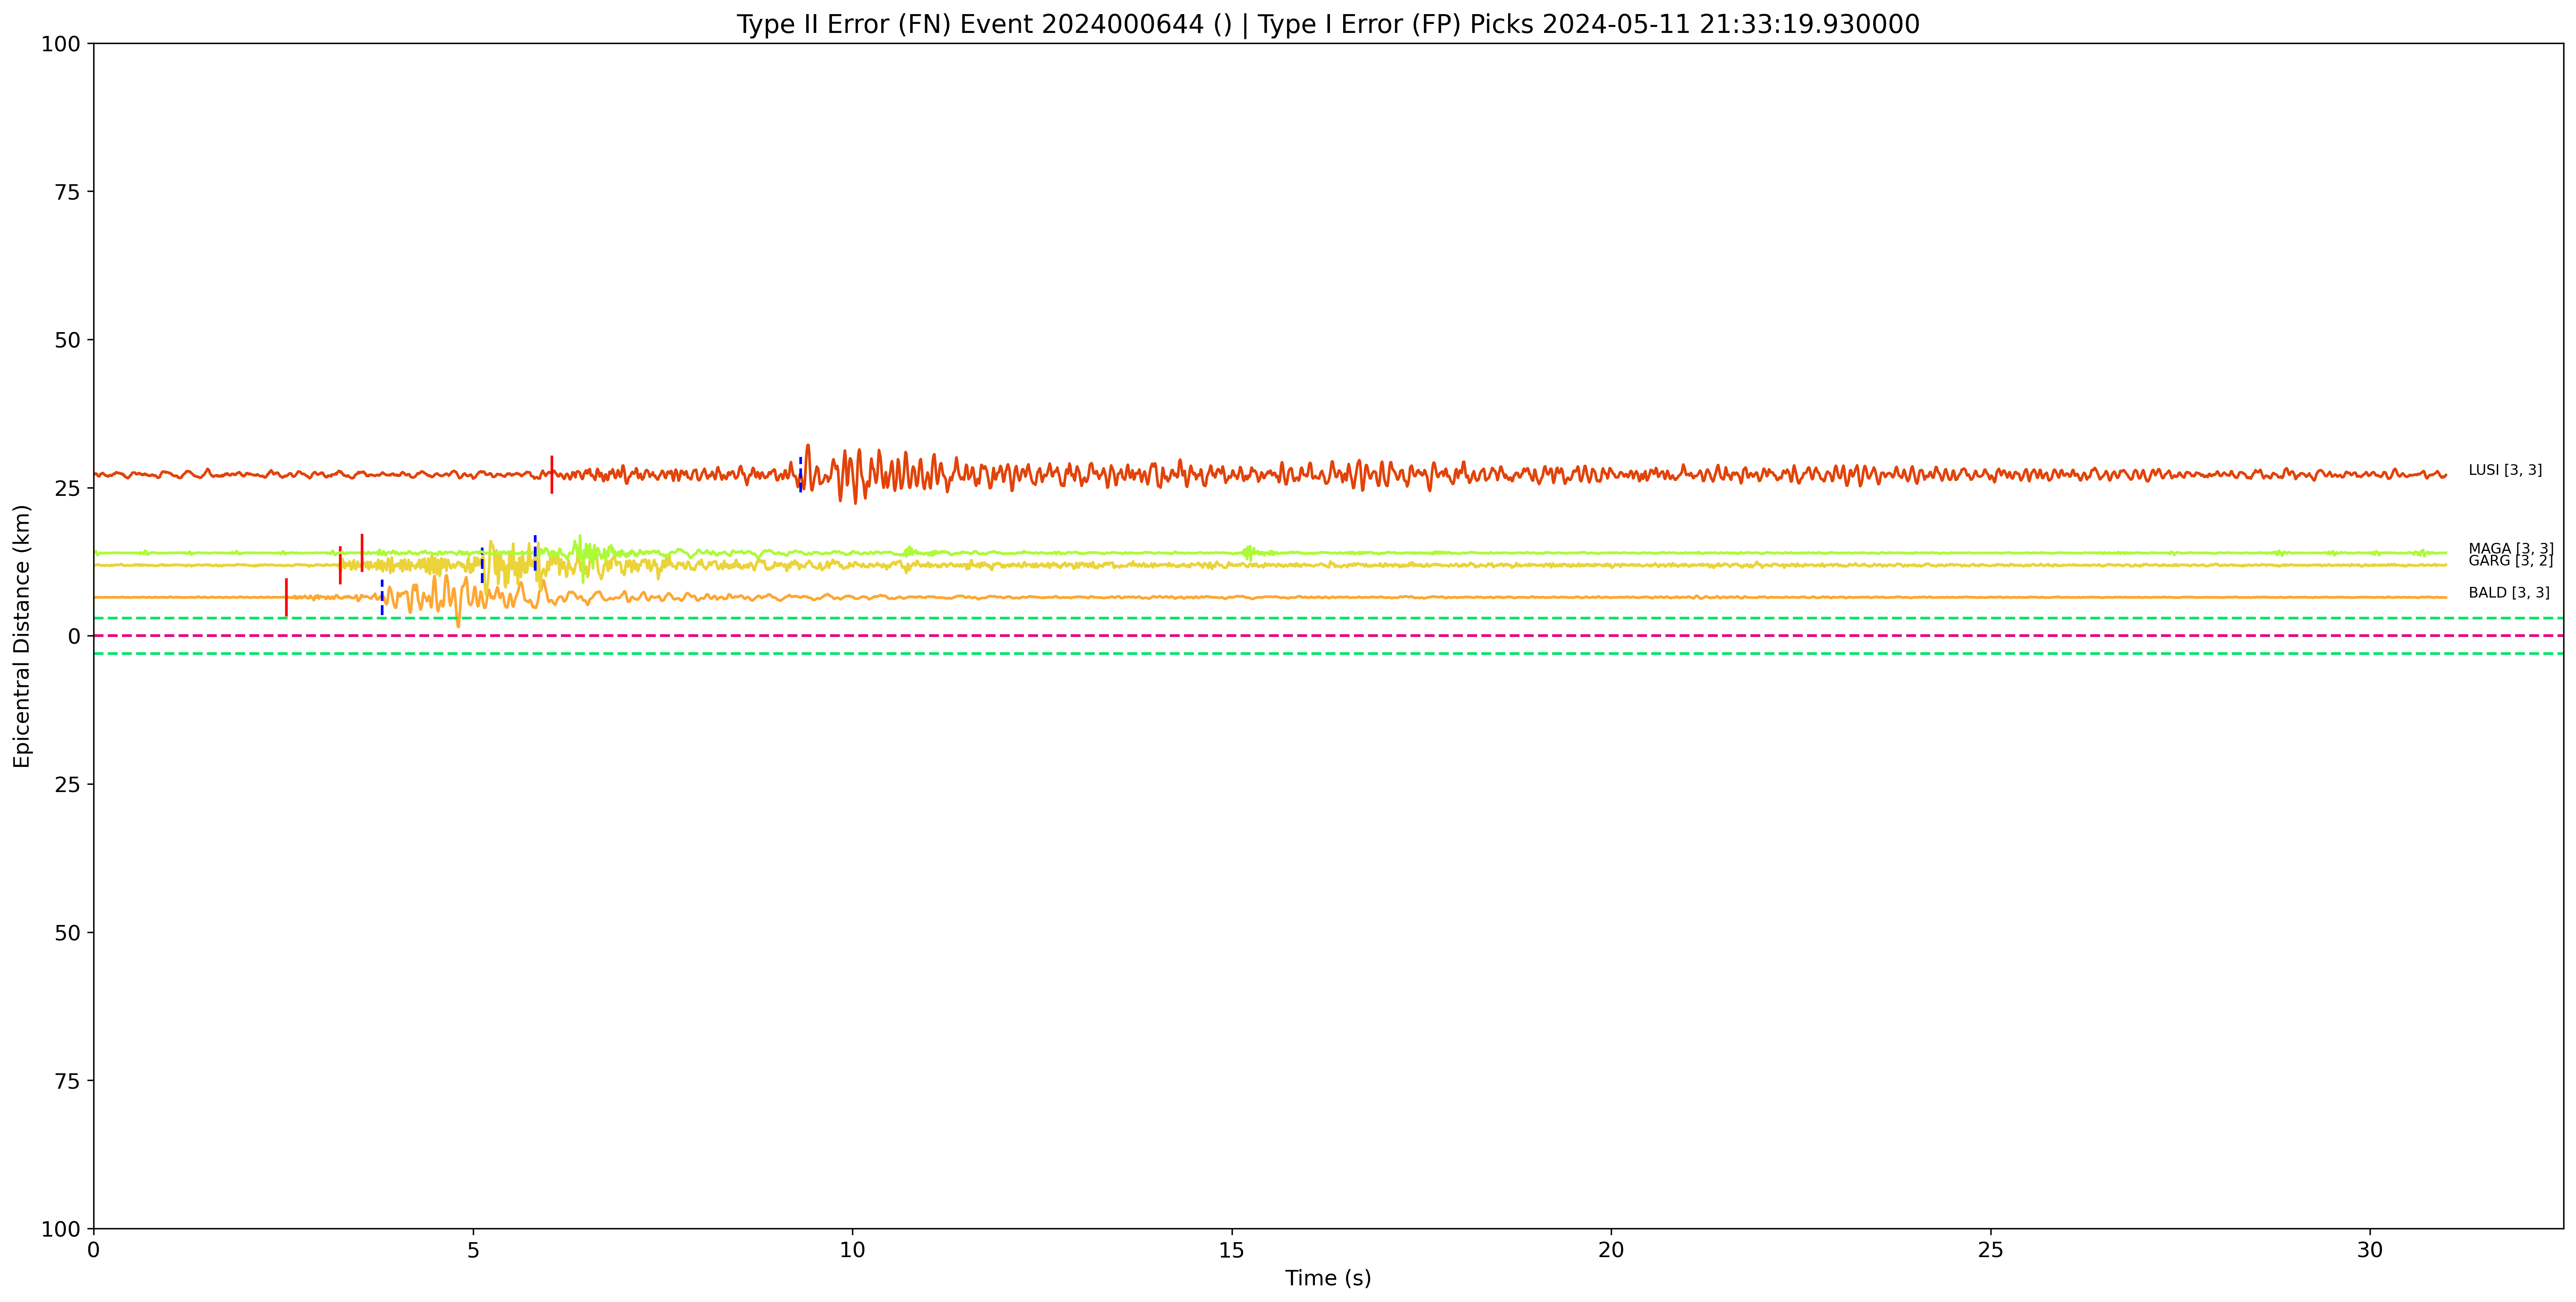 Type II Error (FN) Event 2024000644 () | Type I Error (FP) Picks 2024-05-11 21:33:19.930000
100
75
50
25
0
25
50
75
100
Epicentral Distance (km)
LUSI [3, 3]
MAGA [3, 3]
GARG [3, 2]
BALD [3, 3]
0 5 10 15 20 25 30
Time (s)